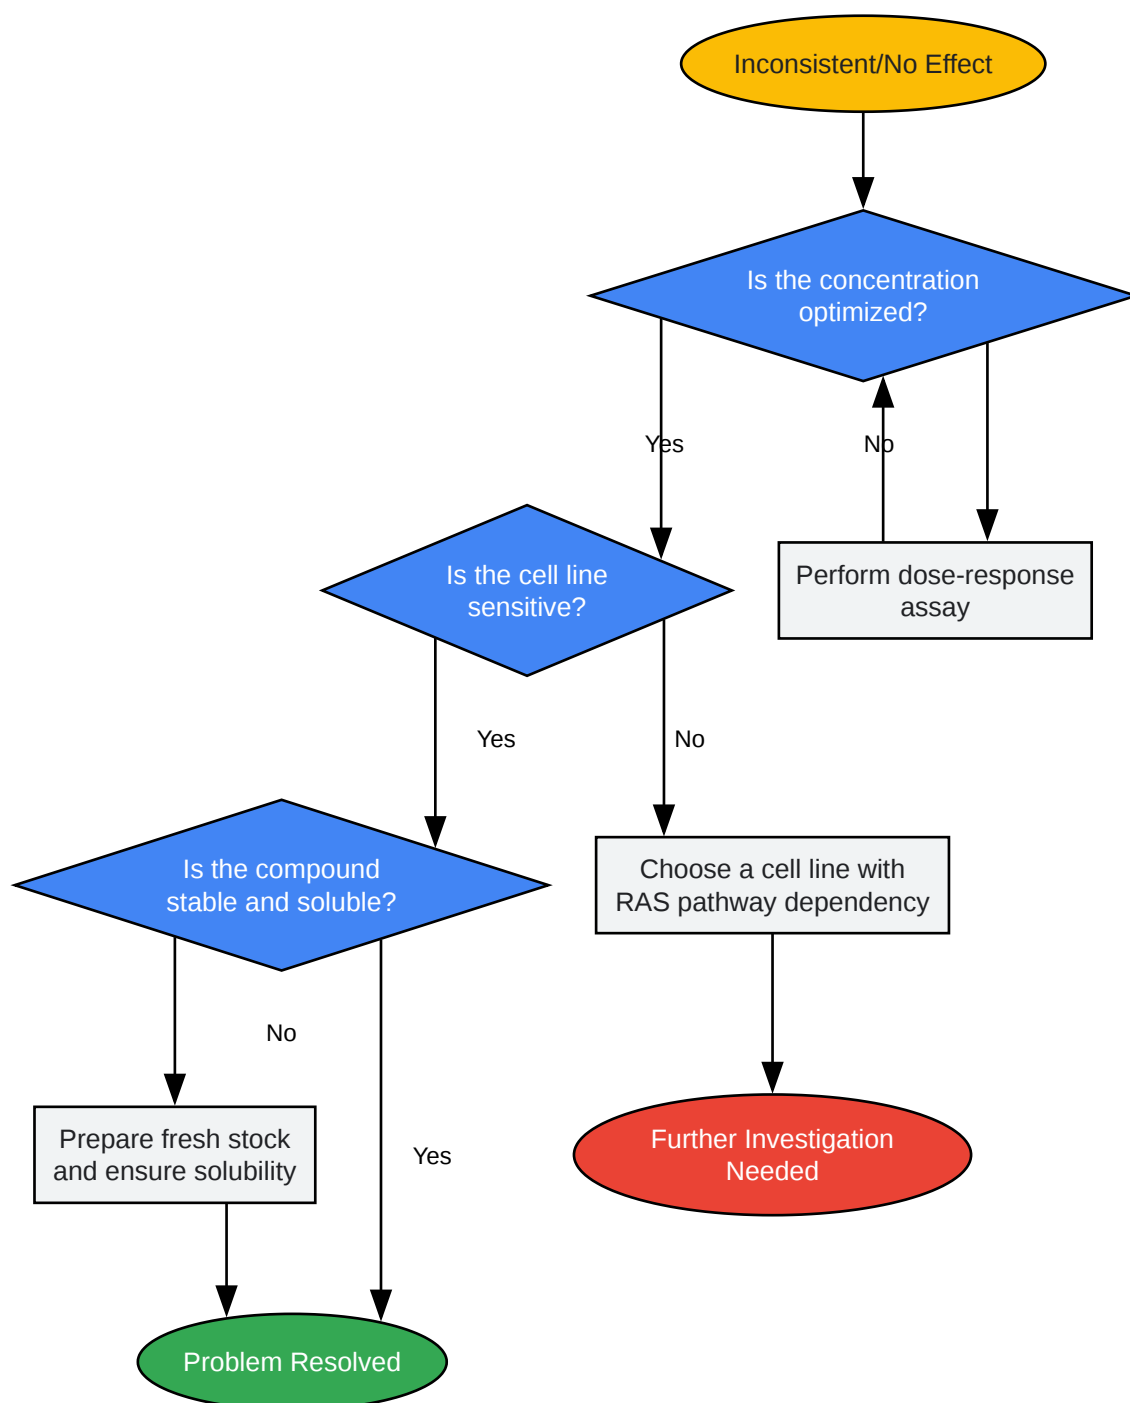 Inconsistent/No Effect
Is the concentration
optimized?
Yes
No
Is the cell line
sensitive?
Perform dose-response
assay
Yes
No
Is the compound
stable and soluble?
Choose a cell line with
RAS pathway dependency
No
Prepare fresh stock
and ensure solubility
Yes
Further Investigation
Needed
Problem Resolved